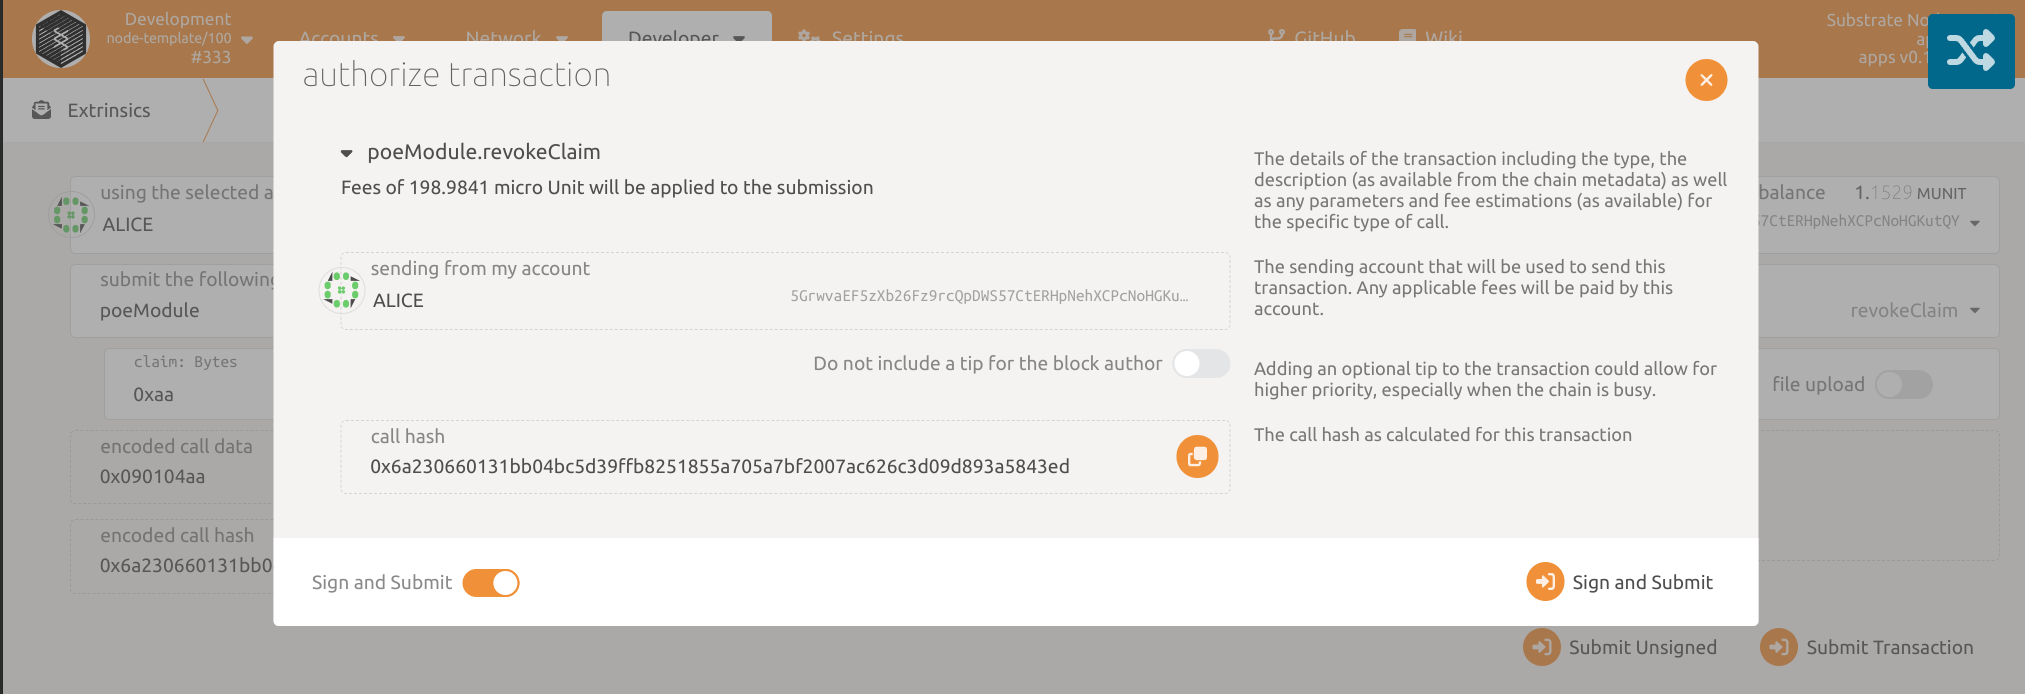 Development
node-template/100
#333
Accounts
Network
Developer
Settings
GitHub
Wiki
Substrate
apps v0.1
Extrinsics
authorize transaction
poeModule.revokeClaim
Fees of 198.9841 micro Unit will be applied to the submission
The details of the transaction including the type, the
description (as available from the chain metadata) as well
as any parameters and fee estimations (as available) for
the specific type of call.
using the selected
ALICE
balance 1.1529 MUNIT
57CtERHpNehXCPcNoHGKutQY
sending from my account
ALICE
5GrwvaEF5zXb26Fz9rcQpDWS57CtERHpNehXCPcNoHGKu…
The sending account that will be used to send this
transaction. Any applicable fees will be paid by this
account.
submit the following
poeModule
revokeClaim
Do not include a tip for the block author
Adding an optional tip to the transaction could allow for
higher priority, especially when the chain is busy.
claim: Bytes
0xaa
file upload
call hash
0x6a230660131bb04bc5d39ffb8251855a705a7bf2007ac626c3d09d893a5843ed
The call hash as calculated for this transaction
encoded call data
0x090104aa
encoded call hash
0x6a230660131bb0
Sign and Submit
Sign and Submit
Submit Unsigned
Submit Transaction